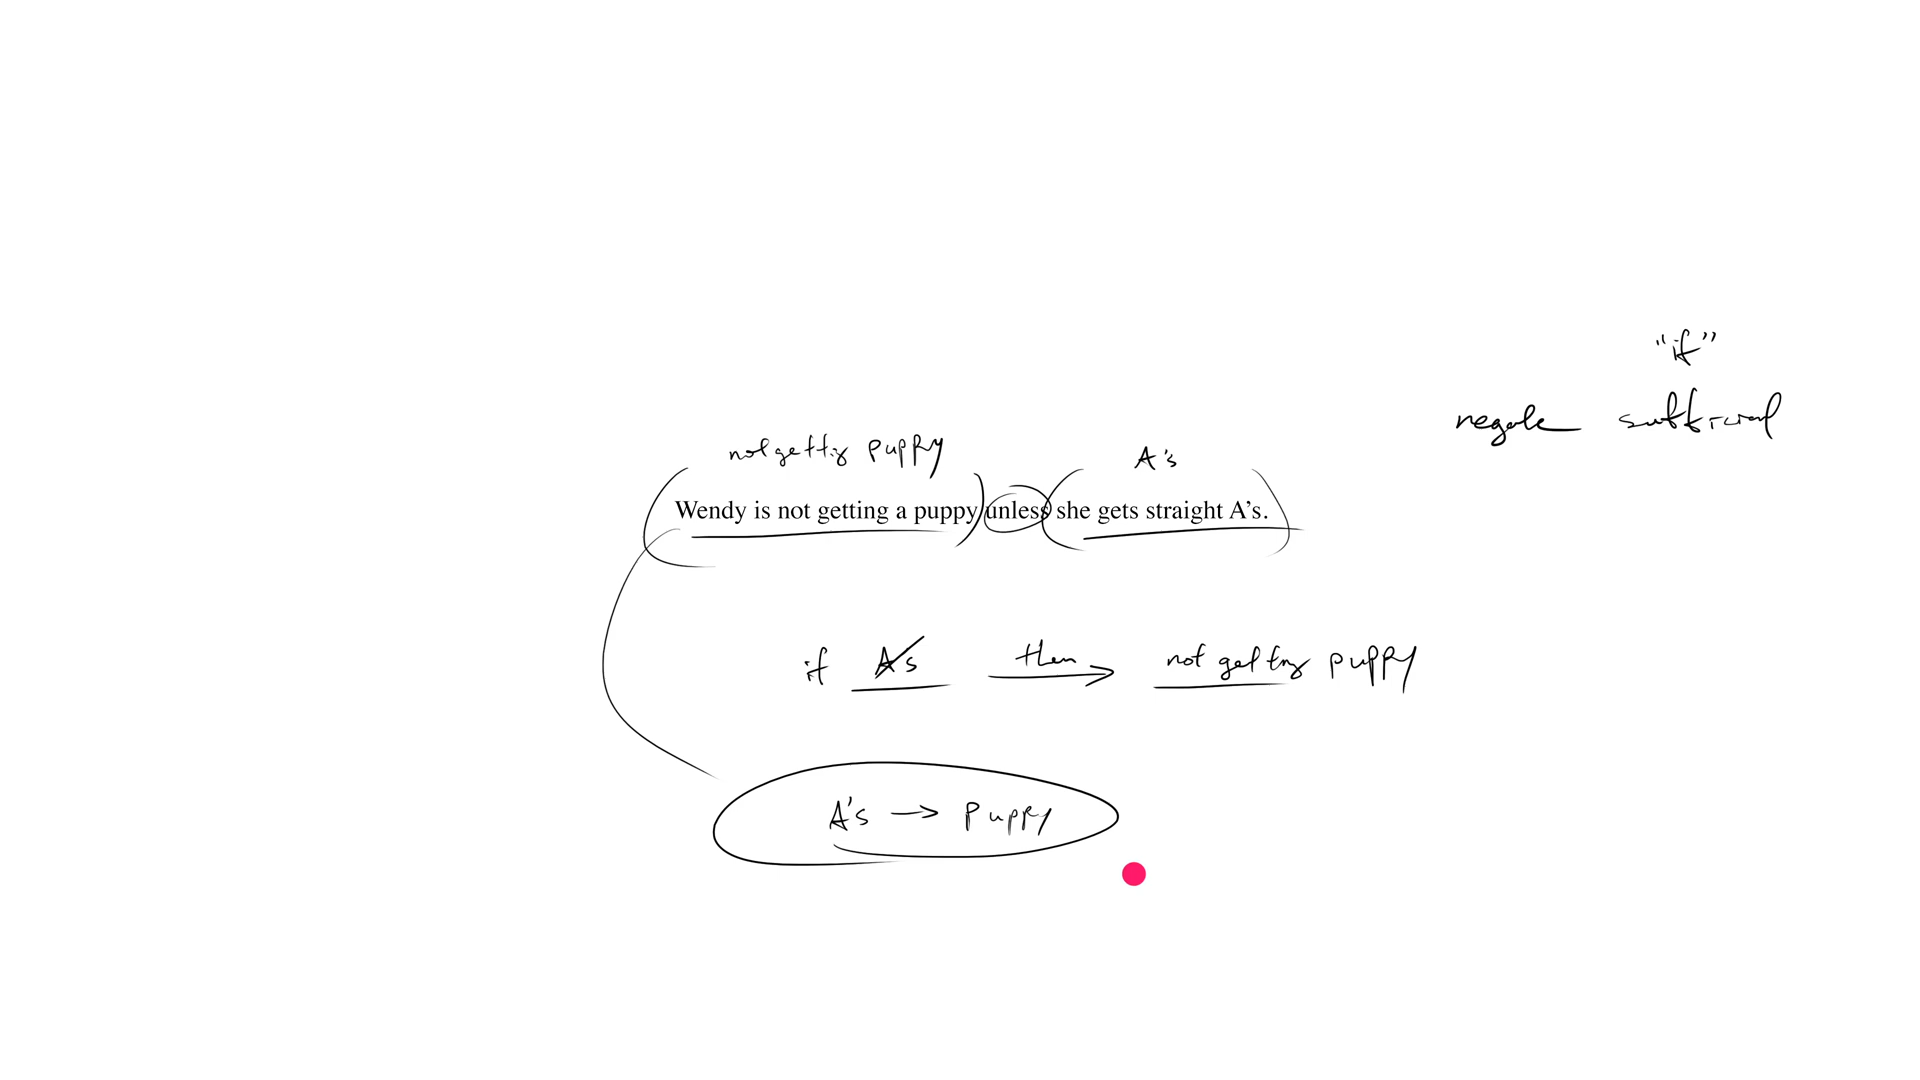 "if"
negate sufficient
not getting puppy A's
Wendy is not getting a puppy unless she gets straight A's.
if A's then not getting puppy
A's → puppy